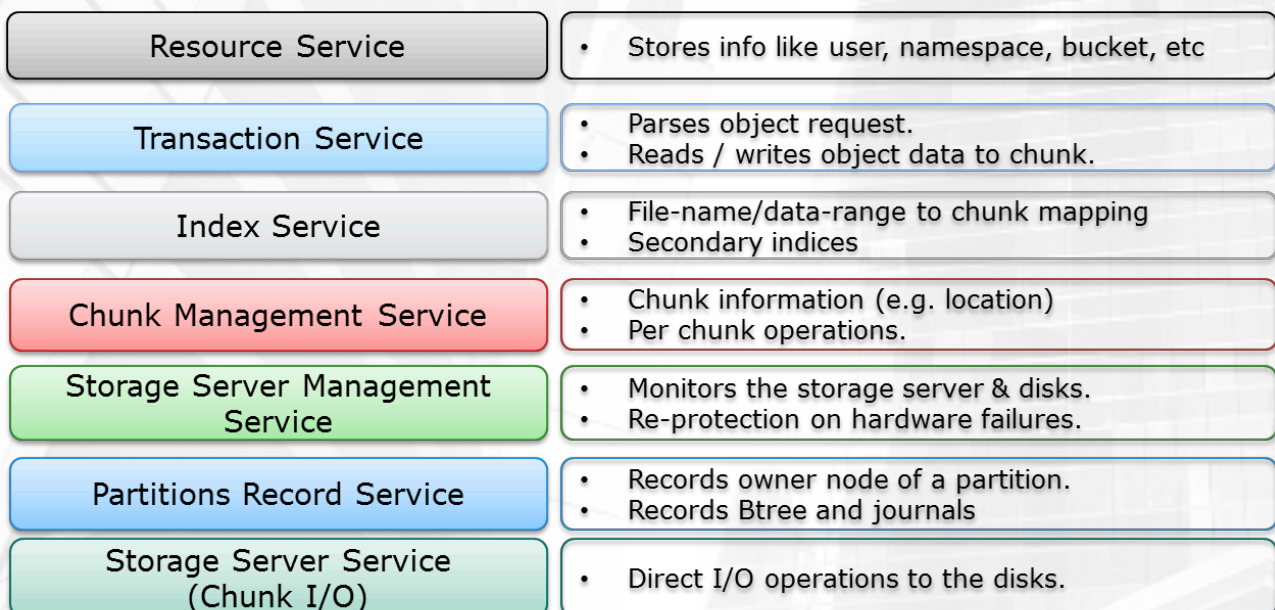 Resource Service
• Stores info like user, namespace, bucket, etc
Transaction Service
• Parses object request.
• Reads / writes object data to chunk.
Index Service
• File-name/data-range to chunk mapping
• Secondary indices
Chunk Management Service
• Chunk information (e.g. location)
• Per chunk operations.
Storage Server Management
Service
• Monitors the storage server & disks.
• Re-protection on hardware failures.
Partitions Record Service
• Records owner node of a partition.
• Records Btree and journals
Storage Server Service
(Chunk I/O)
• Direct I/O operations to the disks.